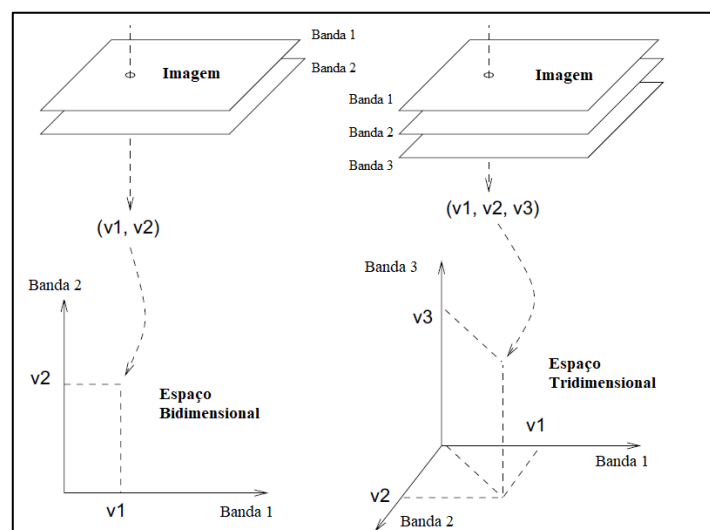 Banda 1
Banda 2
Imagem
(v1, v2)
Banda 2
v2
Espaço
Bidimensional
v1
Banda 1
Imagem
Banda 1
Banda 2
Banda 3
(v1, v2, v3)
Banda 3
v3
Espaço
Tridimensional
v1
Banda 1
v2
Banda 2